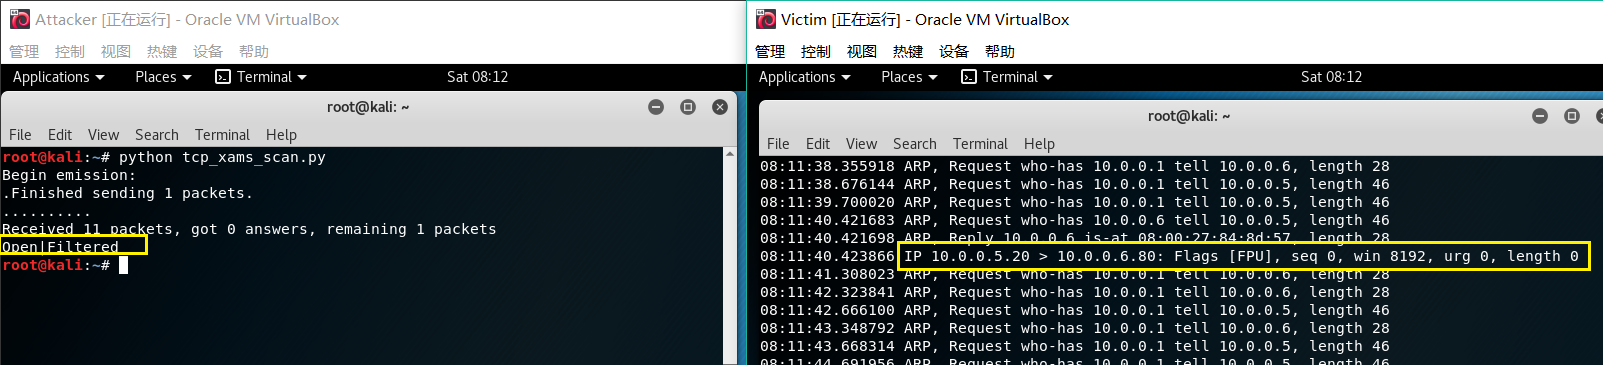 Attacker [正在运行] - Oracle VM VirtualBox
管理 控制 视图 热键 设备 帮助
Applications Places Terminal Sat 08:12
root@kali: ~
File Edit View Search Terminal Help
root@kali:~# python tcp_xams_scan.py
Begin emission:
.Finished sending 1 packets.
..........
Received 11 packets, got 0 answers, remaining 1 packets
Open|Filtered
root@kali:~#
Victim [正在运行] - Oracle VM VirtualBox
管理 控制 视图 热键 设备 帮助
Applications Places Terminal Sat 08:12
root@kali: ~
File Edit View Search Terminal Help
08:11:38.355918 ARP, Request who-has 10.0.0.1 tell 10.0.0.6, length 28
08:11:38.676144 ARP, Request who-has 10.0.0.1 tell 10.0.0.5, length 46
08:11:39.700020 ARP, Request who-has 10.0.0.1 tell 10.0.0.5, length 46
08:11:40.421683 ARP, Request who-has 10.0.0.6 tell 10.0.0.5, length 46
08:11:40.421698 ARP, Reply 10.0.0.6 is-at 08:00:27:84:8d:57, length 28
08:11:40.423866 IP 10.0.0.5.20 > 10.0.0.6.80: Flags [FPU], seq 0, win 8192, urg 0, length 0
08:11:41.308023 ARP, Request who-has 10.0.0.1 tell 10.0.0.6, length 28
08:11:42.323841 ARP, Request who-has 10.0.0.1 tell 10.0.0.6, length 28
08:11:42.666100 ARP, Request who-has 10.0.0.1 tell 10.0.0.5, length 46
08:11:43.348792 ARP, Request who-has 10.0.0.1 tell 10.0.0.6, length 28
08:11:43.668314 ARP, Request who-has 10.0.0.1 tell 10.0.0.5, length 46
08:11:44.691956 ARP, Request who-has 10.0.0.1 tell 10.0.0.5, length 46